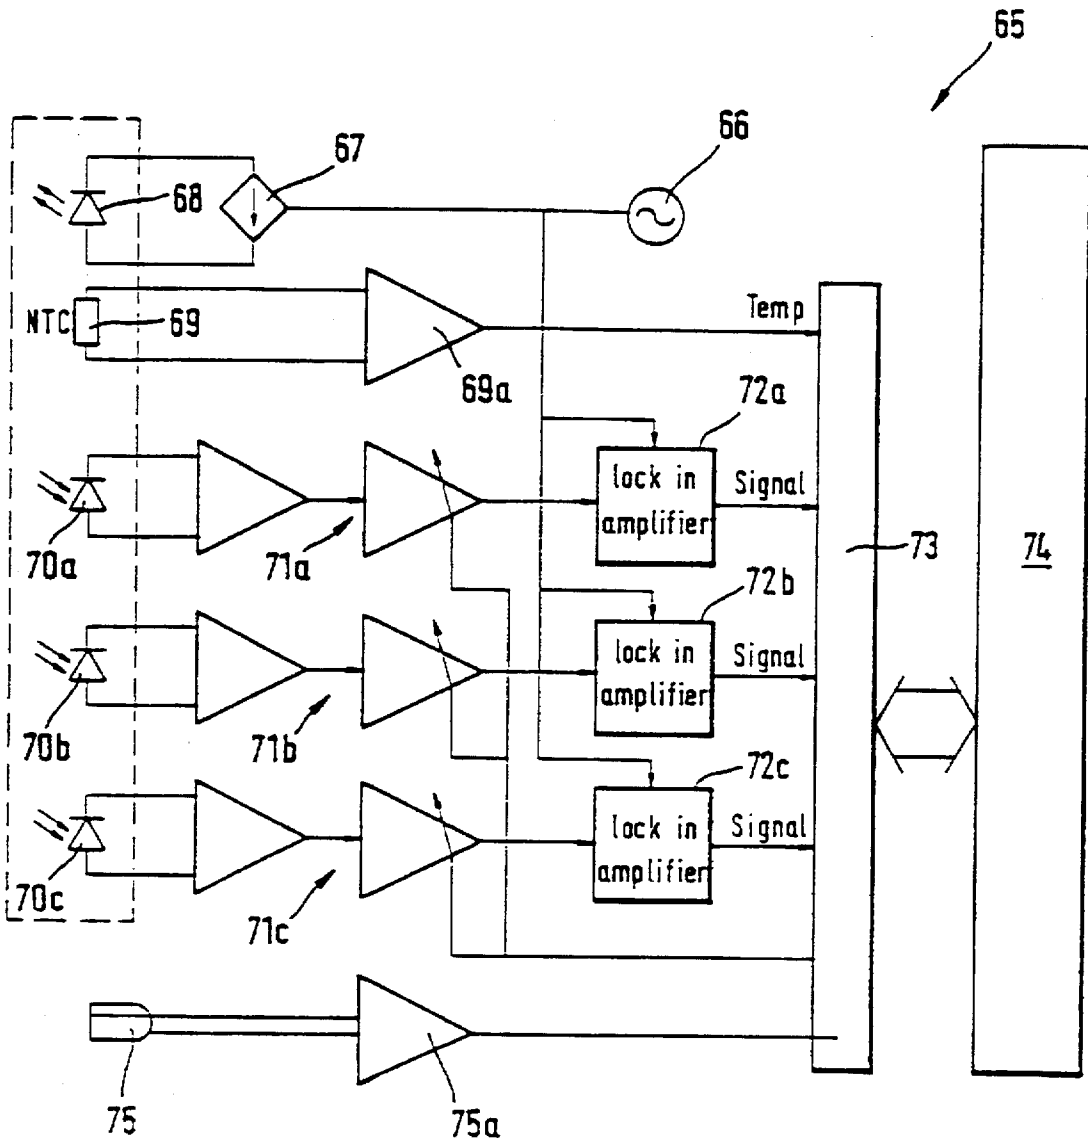 65
66
67
68
NTC
69
69a
Temp
72a
lock in
amplifier
Signal
70a
71a
73
74
72b
lock in
amplifier
Signal
70b
71b
72c
lock in
amplifier
Signal
70c
71c
75
75a